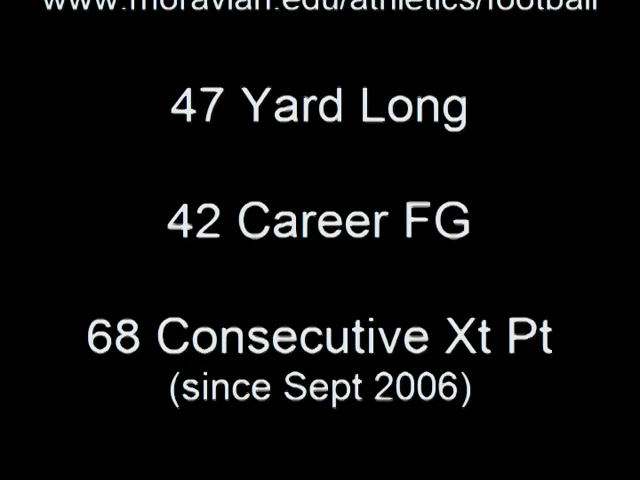 www.moravian.edu/athletics/football
47 Yard Long
42 Career FG
68 Consecutive Xt Pt
(since Sept 2006)